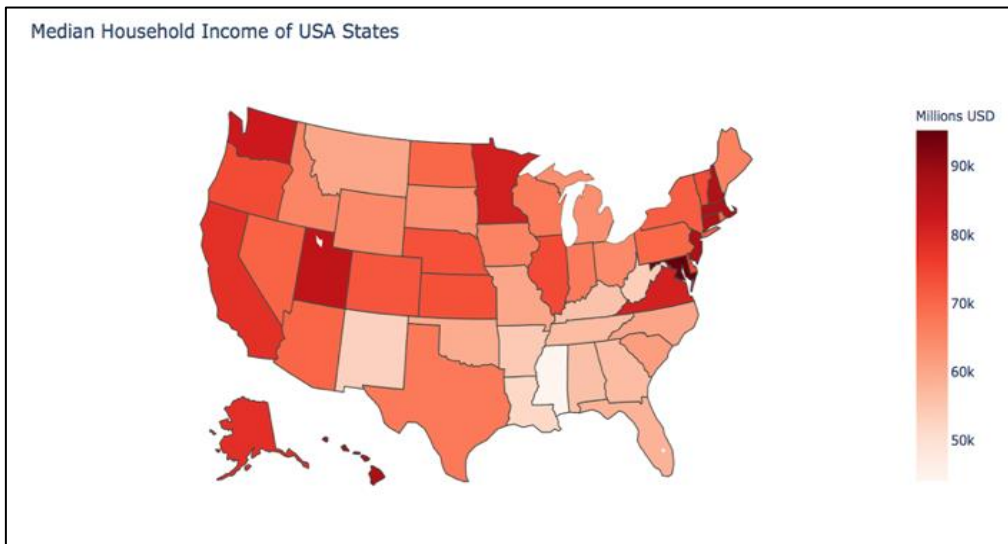 Median Household Income of USA States
Millions USD
90k
80k
70k
60k
50k